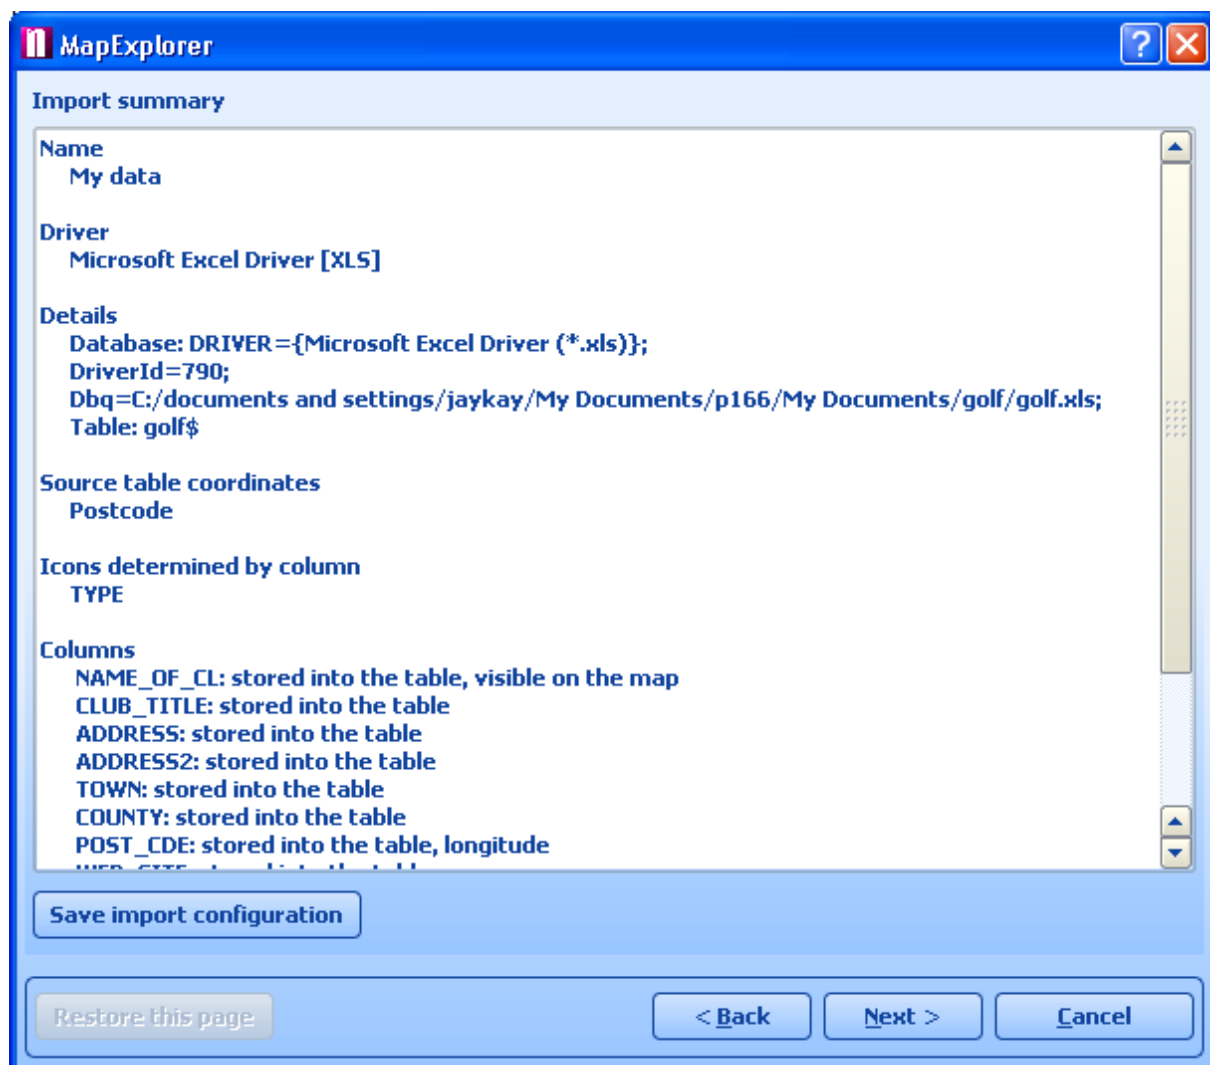 MapExplorer
Import summary
Name
My data
Driver
Microsoft Excel Driver [XLS]
Details
Database: DRIVER={Microsoft Excel Driver (*.xls)};
DriverId=790;
Dbq=C:/documents and settings/jaykay/My Documents/p166/My Documents/golf/golf.xls;
Table: golf$
Source table coordinates
Postcode
Icons determined by column
TYPE
Columns
NAME_OF_CL: stored into the table, visible on the map
CLUB_TITLE: stored into the table
ADDRESS: stored into the table
ADDRESS2: stored into the table
TOWN: stored into the table
COUNTY: stored into the table
POST_CDE: stored into the table, longitude
Save import configuration
Restore this page
< Back
Next >
Cancel